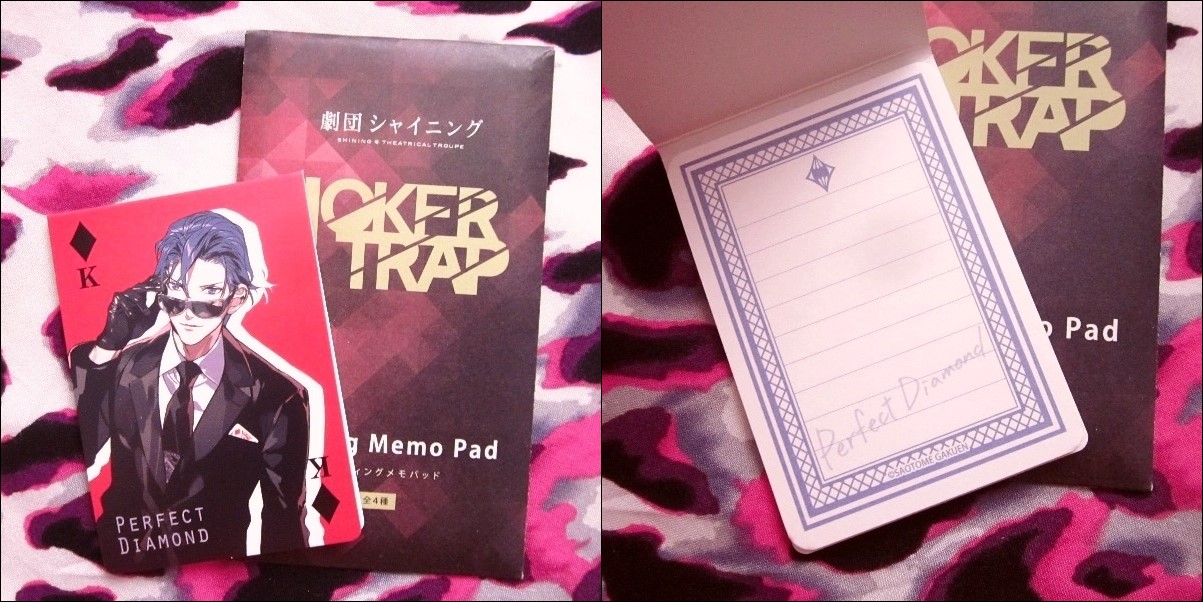 劇団 シャイニング
SHINING ☆ THEATRICAL TROUPE
JOKER
TRAP
K
g Memo Pad
ィングメモパッド
全4種
K
PERFECT
DIAMOND
OKER
TRAP
o Pad
Perfect Diamond
©SAOTOME GAKUEN